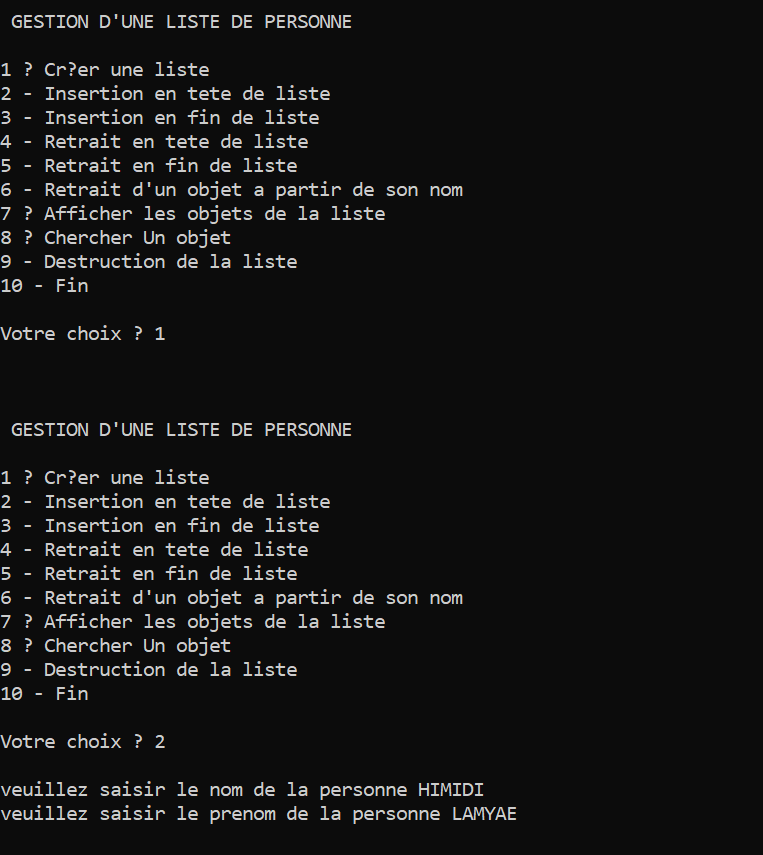 GESTION D'UNE LISTE DE PERSONNE
1 ? Cr?er une liste
2 - Insertion en tete de liste
3 - Insertion en fin de liste
4 - Retrait en tete de liste
5 - Retrait en fin de liste
6 - Retrait d'un objet a partir de son nom
7 ? Afficher les objets de la liste
8 ? Chercher Un objet
9 - Destruction de la liste
10 - Fin
Votre choix ? 1
GESTION D'UNE LISTE DE PERSONNE
1 ? Cr?er une liste
2 - Insertion en tete de liste
3 - Insertion en fin de liste
4 - Retrait en tete de liste
5 - Retrait en fin de liste
6 - Retrait d'un objet a partir de son nom
7 ? Afficher les objets de la liste
8 ? Chercher Un objet
9 - Destruction de la liste
10 - Fin
Votre choix ? 2
veuillez saisir le nom de la personne HIMIDI
veuillez saisir le prenom de la personne LAMYAE